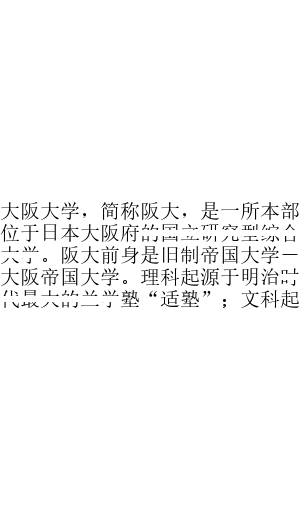 大阪大学，简称阪大，是一所本部
位于日本大阪府的国立研究型综合
大学。阪大前身是旧制帝国大学－
大阪帝国大学。理科起源于明治时
代最大的兰学塾“适塾”；文科起